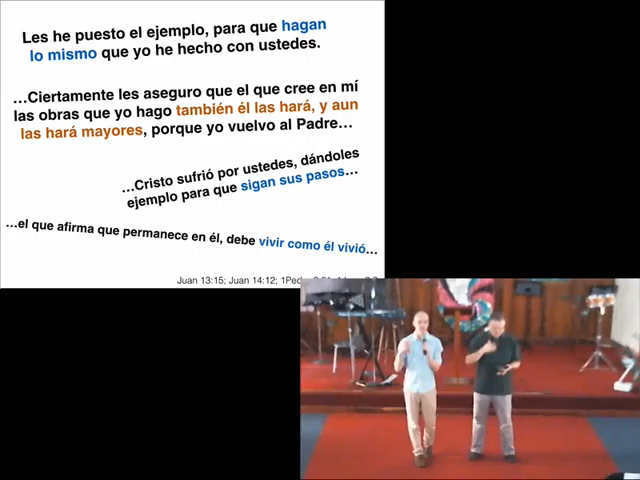 Les he puesto el ejemplo, para que hagan
lo mismo que yo he hecho con ustedes.
…Ciertamente les aseguro que el que cree en mí
las obras que yo hago también él las hará, y aun
las hará mayores, porque yo vuelvo al Padre…
…Cristo sufrió por ustedes, dándoles
ejemplo para que sigan sus pasos…
…el que afirma que permanece en él, debe vivir como él vivió…
Juan 13:15; Juan 14:12;